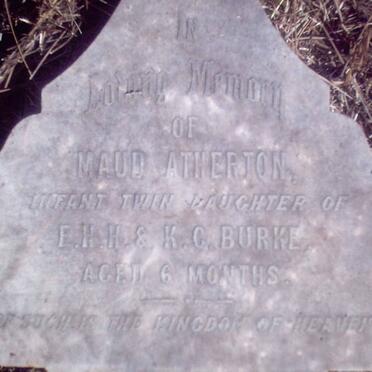 IN
Loving Memory
OF
MAUD ATHERTON,
INFANT TWIN DAUGHTER OF
E.H.H. & K.C. BURKE,
AGED 6 MONTHS.
OF SUCH IS THE KINGDOM OF HEAVEN